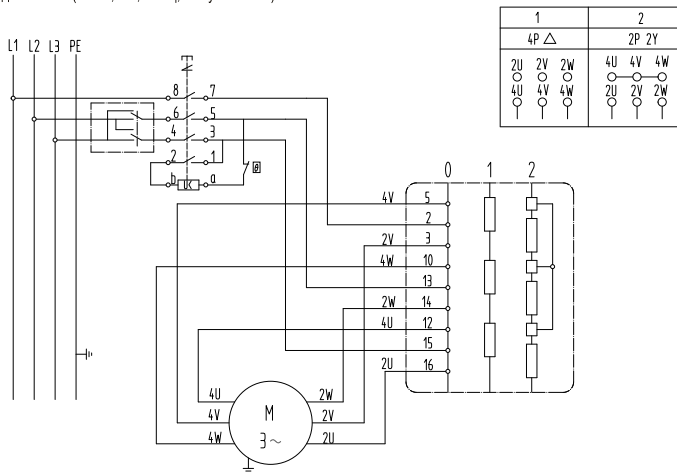 1 2
4P △ 2P 2Y
2U 2V 2W 4U 4V 4W
4U 4V 4W 2U 2V 2W
L1 L2 L3 PE
8 7
6 5
4 3
2 1
b UK a
θ
0 1 2
4V 5
2
2V 3
4W 10
13
2W 14
4U 12
15
2U 16
4U 2W
4V M 2V
4W 3~ 2U